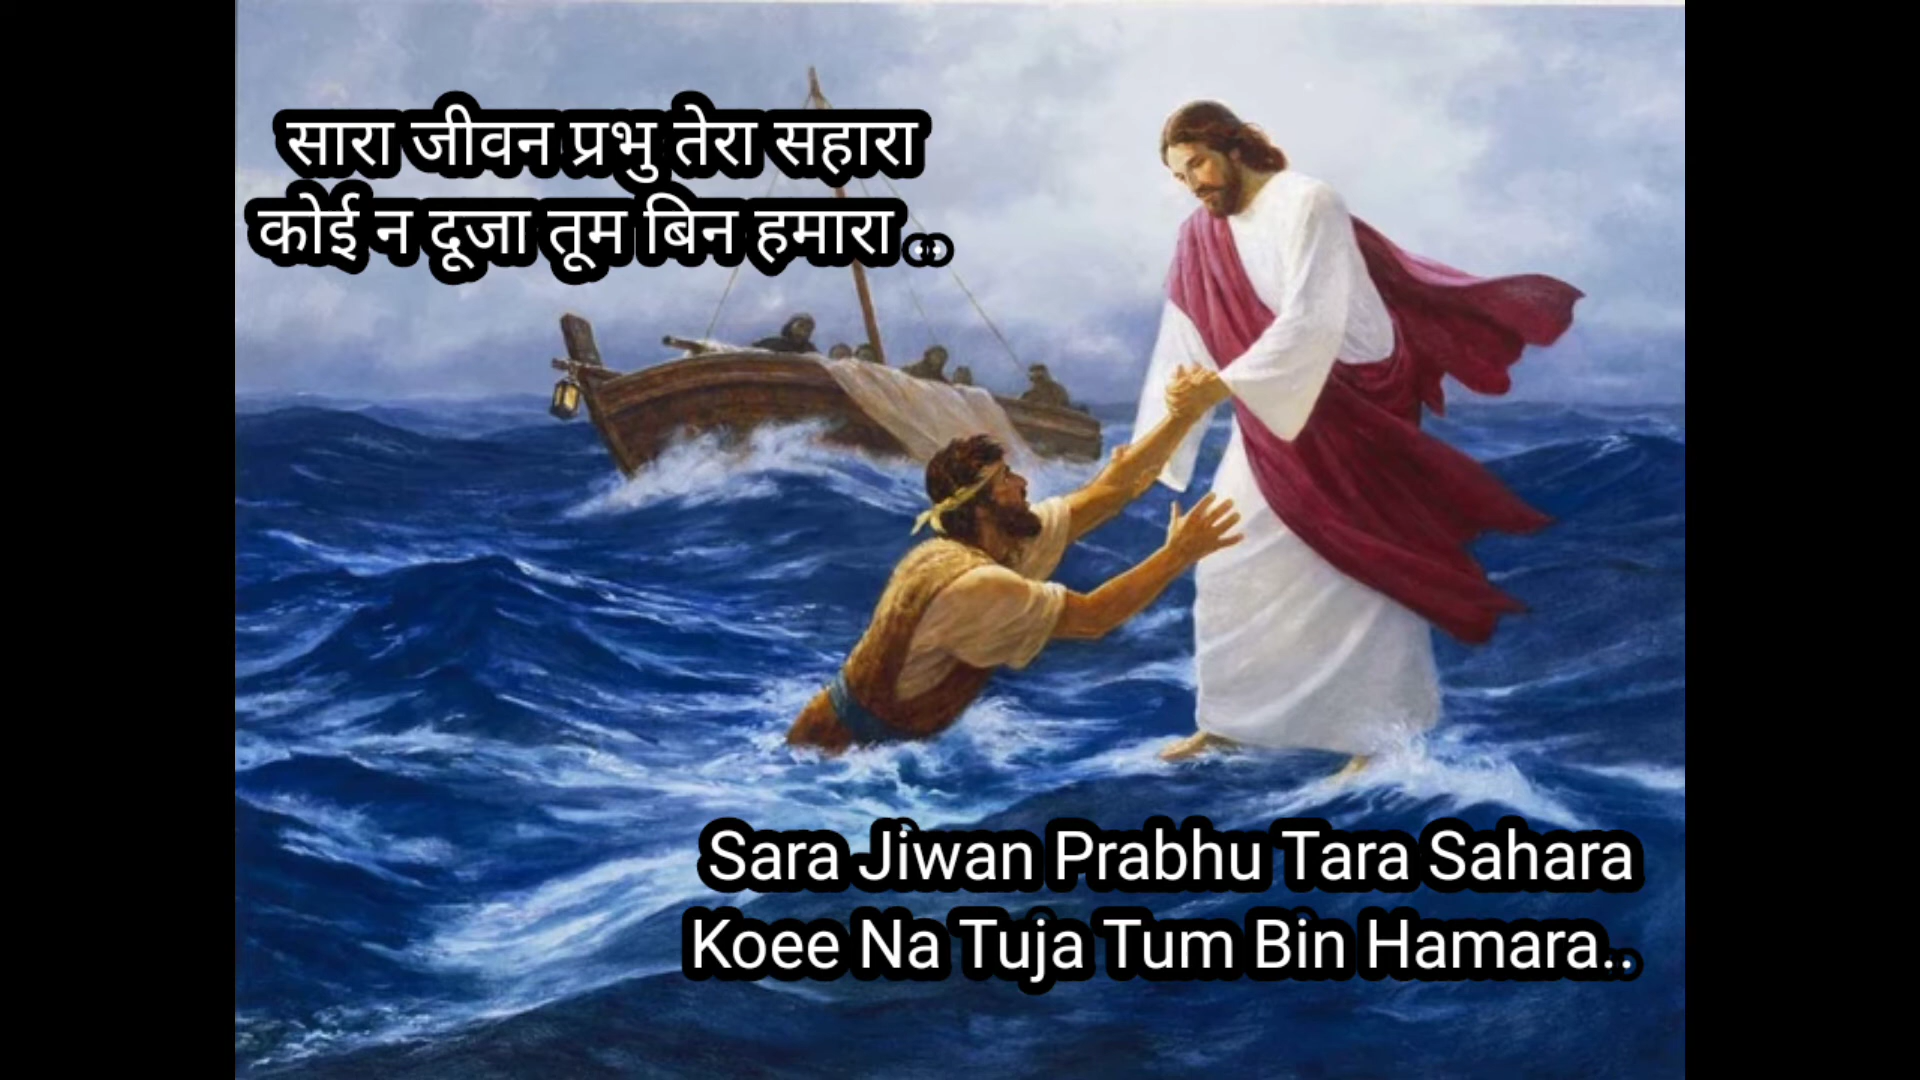 सारा जीवन प्रभु तेरा सहारा
कोई न दूजा तूम बिन हमारा..
Sara Jiwan Prabhu Tara Sahara
Koee Na Tuja Tum Bin Hamara..